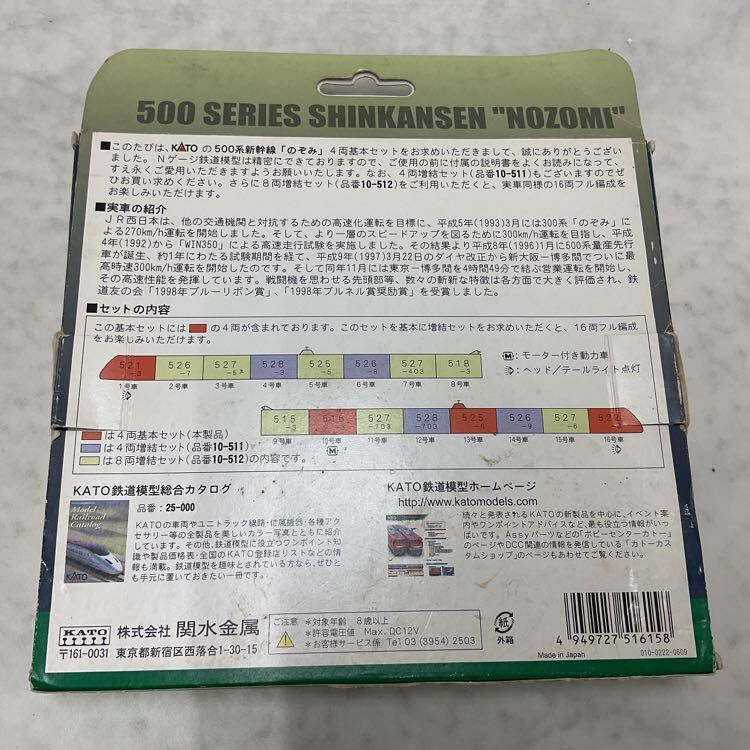 500 SERIES SHINKANSEN "NOZOMI"
■このたびは、KATOの500系新幹線「のぞみ」4両基本セットをお求めいただきまして、誠にありがとうござい
ました。Nゲージ鉄道模型は精密にできておりますので、ご使用の前に付属の説明書をよくお読みになって、
すえ永くご愛用いただきますようお願いいたします。なお、4両増結セット(品番10-511)もございますのでぜ
ひお買い求めください。さらに8両増結セット(品番10-512)をご利用いただくと、実車同様の16両フル編成を
お楽しみいただけます。
■実車の紹介
JR西日本は、他の交通機関と対抗するための高速化運転を目標に、平成5年(1993)3月には300系「のぞみ」によ
る270km/h運転を開始しました。そして、より一層のスピードアップを図るために300km/h運転を目指し、平成
4年(1992)から「WIN350」による高速走行試験を実施しました。その結果より平成8年(1996)1月に500系量産先行
車が誕生、約1年にわたる試験期間を経て、平成9年(1997)3月22日のダイヤ改正から新大阪−博多間でついに最
高時速300km/h運転を開始しました。そして同年11月には東京−博多間を4時間49分で結ぶ営業運転を開始し、
その高速性能を発揮しています。戦闘機を思わせる先頭部等、数々の斬新な特徴は各方面で大きく評価され、鉄
道友の会「1998年ブルーリボン賞」、「1998年ブルネル賞奨励賞」を受賞しました。
■セットの内容
この基本セットには の4両が含まれております。このセットを基本に増結セットをお求めいただくと、16両フル編成
をお楽しみいただけます。
521 -3 526 -7 527 -5 528 -3 525 -5 526 -8 527 -403 518 -3
1号車 2号車 3号車 4号車 5号車 6号車 7号車 8号車
M:モーター付き動力車
:ヘッド/テールライト点灯
515 -3 516 -3 527 -11 528 -703 525 -6 526 -9 527 -6 522 -3
9号車 10号車 11号車 12号車 13号車 14号車 15号車 16号車
M
は4両基本セット(本製品)
は4両増結セット(品番10-511)
は8両増結セット(品番10-512)の内容です。
KATO鉄道模型総合カタログ
品番:25-000
Model
Railroad
Catalog
KATO
KATOの車両やユニトラック線路・付属機器・各種アク
セサリー等の全製品を美しいカラー写真とともに紹介
しています。その他、鉄道模型に役立つワンポイント知
識や製品価格表・全国のKATO登録店リストなどの情
報も満載。鉄道模型を趣味とされている方なら、ぜひと
も手元に置いておきたい一冊です。
KATO鉄道模型ホームページ
http://www.katomodels.com
続々と発表されるKATOの新製品を中心に、イベント案
内やワンポイントアドバイスなど、最も役立つ情報がいっ
ぱいです。Assyパーツなどの「ホビーセンターカトー」
のページやDCC関連の情報を発信している「カトーカス
タムショップ」のページもあわせてご覧ください。
KATO
株式会社 関水金属
〒161-0031 東京都新宿区西落合1-30-15
ご注意
*対象年齢 8歳以上
*許容電圧値 Max.DC12V
*お客様サービス係 Tel 03(3954)2503
紙
外箱
4 949727 516158
Made in Japan
010-0222-0609